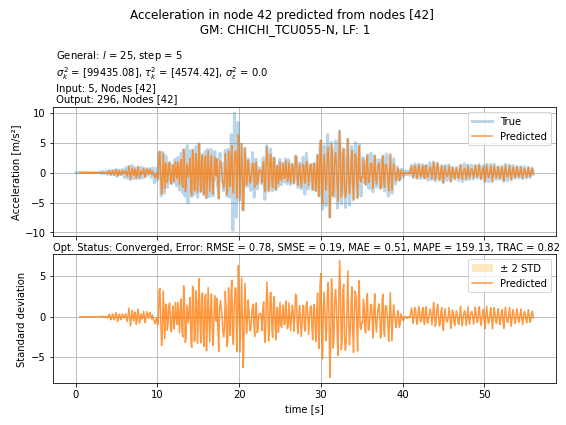 Acceleration in node 42 predicted from nodes [42]
GM: CHICHI_TCU055-N, LF: 1
General: l = 25, step = 5
σ_k² = [99435.08], τ_k² = [4574.42], σ_ε² = 0.0
Input: 5, Nodes [42]
Output: 296, Nodes [42]
Acceleration [m/s²]
10
5
0
−5
−10
True
Predicted
Opt. Status: Converged, Error: RMSE = 0.78, SMSE = 0.19, MAE = 0.51, MAPE = 159.13, TRAC = 0.82
Standard deviation
5
0
−5
± 2 STD
Predicted
0 10 20 30 40 50
time [s]